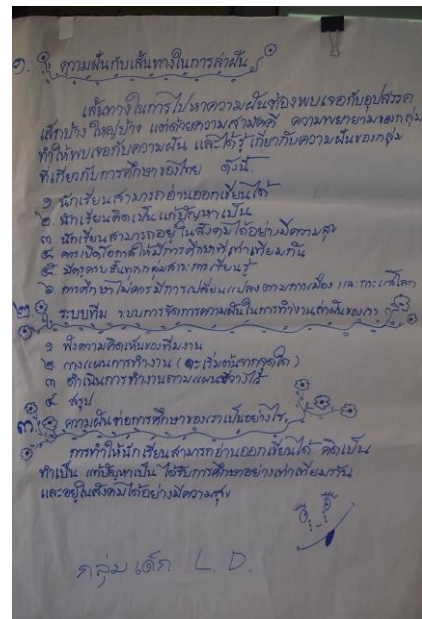 ๑. ความฝันกับเส้นทางในการล่าฝัน
เส้นทางในการไปหาความฝันต้องพบเจอกับอุปสรรค
เล็กบ้าง ใหญ่บ้าง แต่ด้วยความสามัคคี ความพยายามของกลุ่ม
ทำให้พบเจอกับความฝัน และได้รู้เกี่ยวกับความฝันของกลุ่ม
ที่เกี่ยวกับการศึกษาของไทย ดังนี้.
๑. นักเรียนสามารถอ่านออกเขียนได้
๒. นักเรียนคิดเป็นแก้ปัญหาเป็น
๓. นักเรียนสามารถอยู่ในสังคมได้อย่างมีความสุข
๔. ควรเปิดโอกาสให้มีการศึกษาที่เท่าเทียมกัน
๕. มีครูครบชั้นทุกกลุ่มสาระการเรียนรู้
๖. การศึกษาไม่ควรมีการเปลี่ยนแปลงตามการเมือง และกระแสโลก
๒. ระบบทีม ระบบการจัดการความฝันในการทำงานล่าฝันของเรา
๑ ฟังความคิดเห็นของทีมงาน
๒ วางแผนการทำงาน (จะเริ่มต้นจากจุดใด)
๓ ดำเนินการทำงานตามแผนที่วางไว้
๔ สรุป
๓. ความฝันต่อการศึกษาของเราเป็นอย่างไร
การทำให้นักเรียนสามารถอ่านออกเขียนได้ คิดเป็น
ทำเป็น แก้ปัญหาเป็น ได้รับการศึกษาอย่างเท่าเทียมกัน
และอยู่ในสังคมได้อย่างมีความสุข
กลุ่มเด็ก L.D.